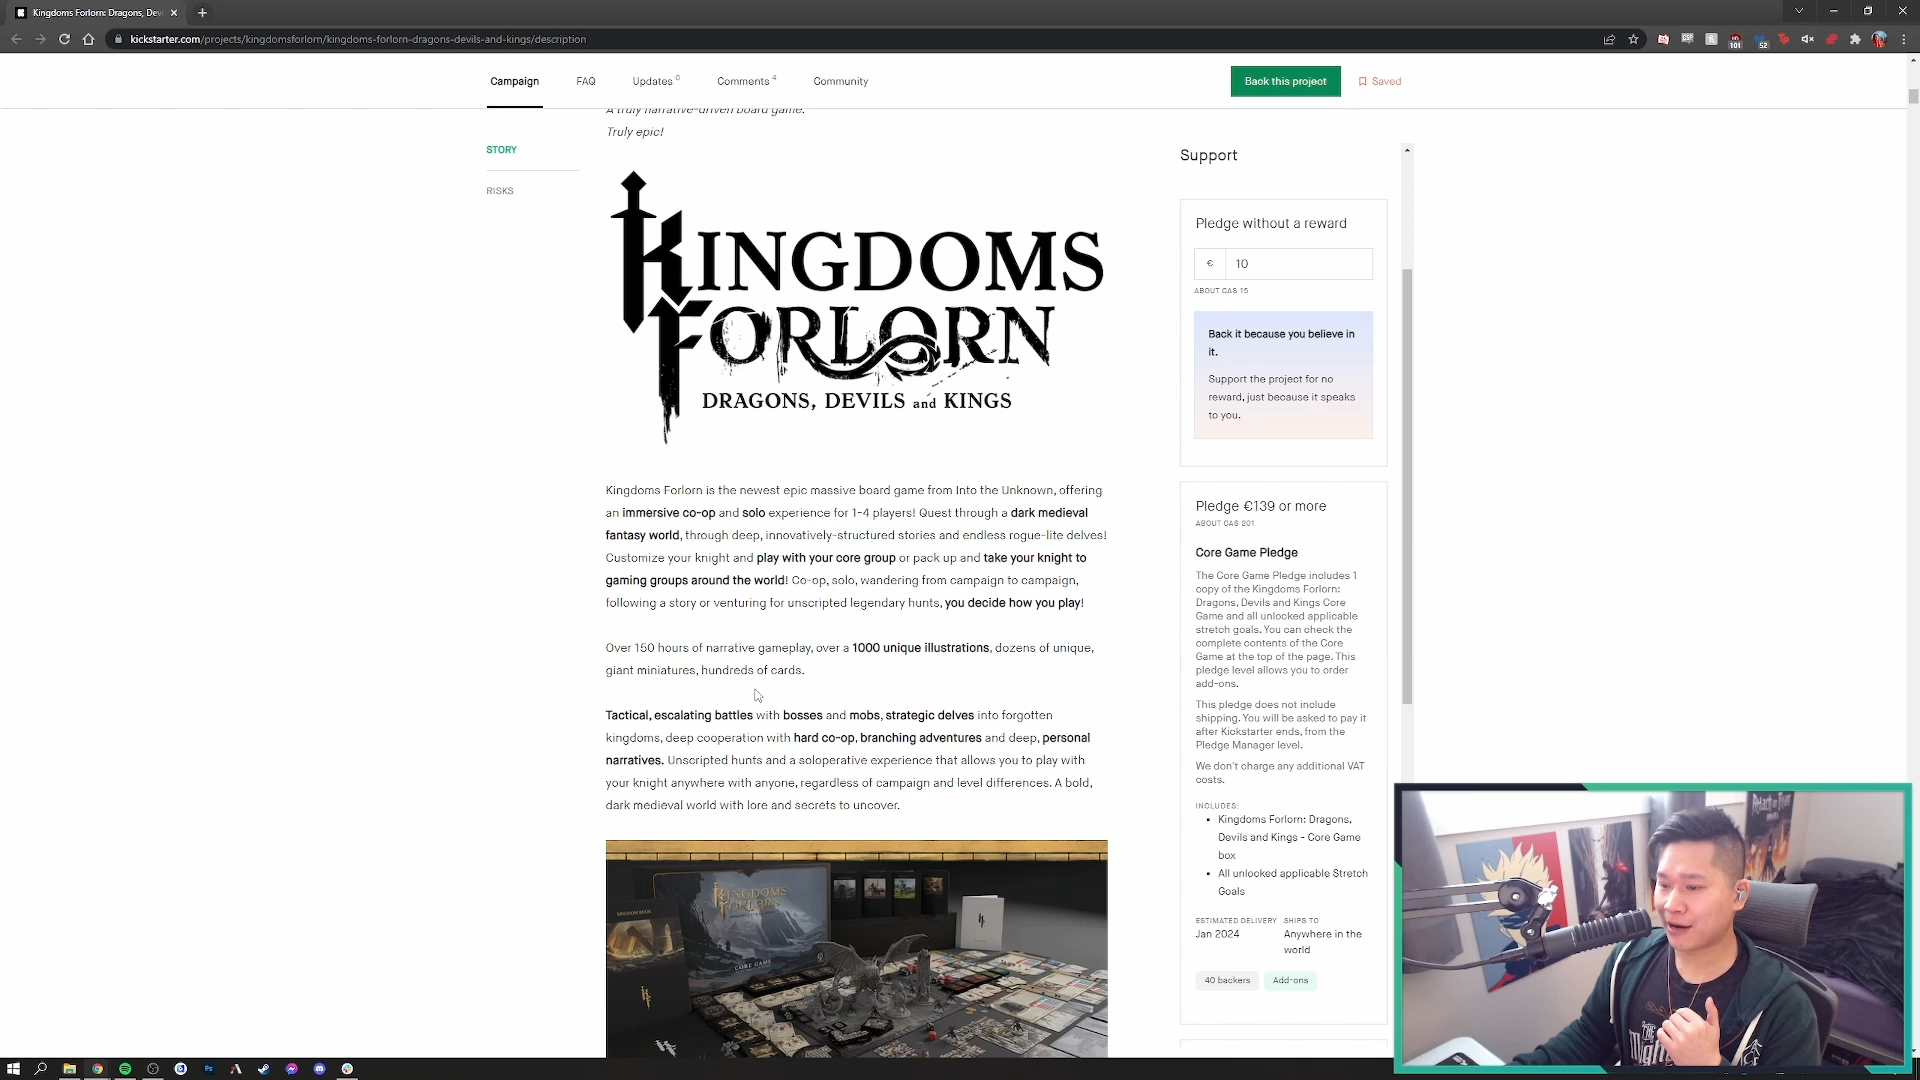 Kingdoms Forlorn: Dragons, Dev
kickstarter.com/projects/kingdomsforlorn/kingdoms-forlorn-dragons-devils-and-kings/description
101
52
Campaign
FAQ
Updates 0
Comments 4
Community
Back this project
Saved
A truly narrative-driven board game.
Truly epic!
STORY
RISKS
KINGDOMS
FORLORN
DRAGONS, DEVILS and KINGS
Kingdoms Forlorn is the newest epic massive board game from Into the Unknown, offering
an immersive co-op and solo experience for 1-4 players! Quest through a dark medieval
fantasy world, through deep, innovatively-structured stories and endless rogue-lite delves!
Customize your knight and play with your core group or pack up and take your knight to
gaming groups around the world! Co-op, solo, wandering from campaign to campaign,
following a story or venturing for unscripted legendary hunts, you decide how you play!
Over 150 hours of narrative gameplay, over a 1000 unique illustrations, dozens of unique,
giant miniatures, hundreds of cards.
Tactical, escalating battles with bosses and mobs, strategic delves into forgotten
kingdoms, deep cooperation with hard co-op, branching adventures and deep, personal
narratives. Unscripted hunts and a soloperative experience that allows you to play with
your knight anywhere with anyone, regardless of campaign and level differences. A bold,
dark medieval world with lore and secrets to uncover.
KINGDOMS
FORLORN
KINGDOM BOOK
CORE GAME
Support
Pledge without a reward
€ 10
ABOUT CA$ 15
Back it because you believe in
it.
Support the project for no
reward, just because it speaks
to you.
Pledge €139 or more
ABOUT CA$ 201
Core Game Pledge
The Core Game Pledge includes 1
copy of the Kingdoms Forlorn:
Dragons, Devils and Kings Core
Game and all unlocked applicable
stretch goals. You can check the
complete contents of the Core
Game at the top of the page. This
pledge level allows you to order
add-ons.
This pledge does not include
shipping. You will be asked to pay it
after Kickstarter ends, from the
Pledge Manager level.
We don't charge any additional VAT
costs.
INCLUDES:
Kingdoms Forlorn: Dragons,
Devils and Kings - Core Game
box
All unlocked applicable Stretch
Goals
ESTIMATED DELIVERY SHIPS TO
Jan 2024 Anywhere in the
world
40 backers
Add-ons
Ps